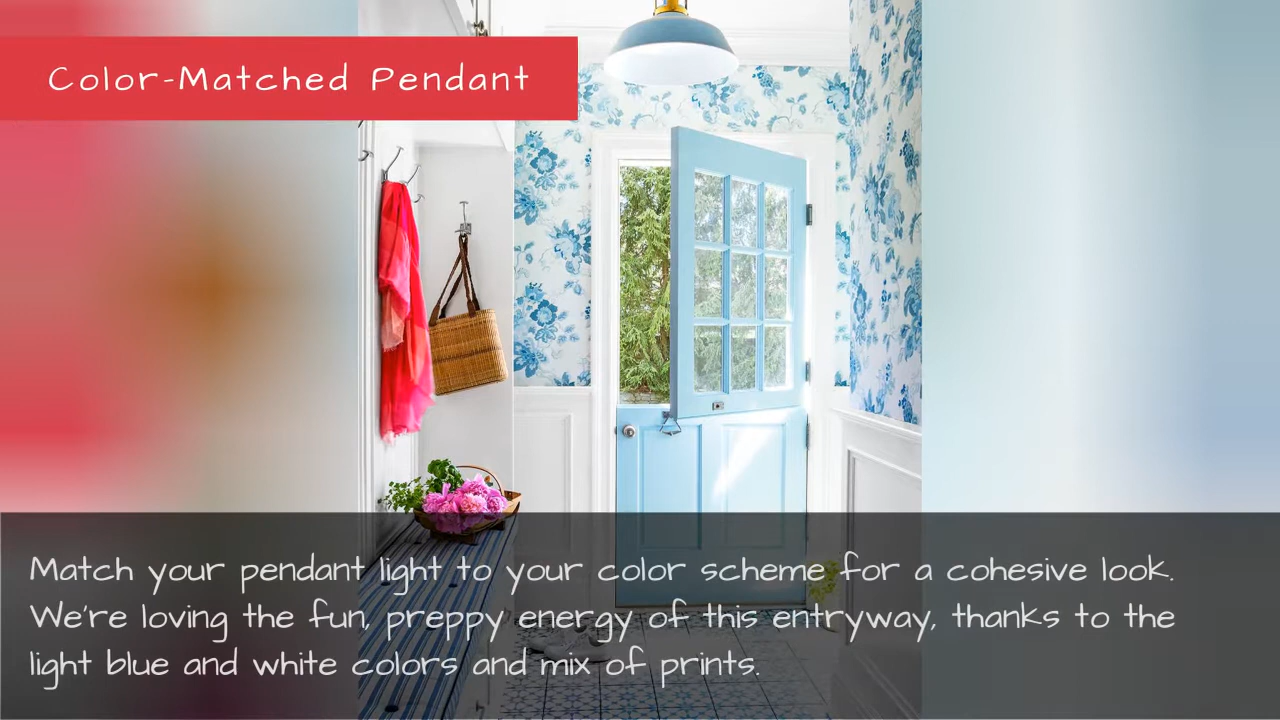 Color-Matched Pendant
Match your pendant light to your color scheme for a cohesive look.
We're loving the fun, preppy energy of this entryway, thanks to the
light blue and white colors and mix of prints.